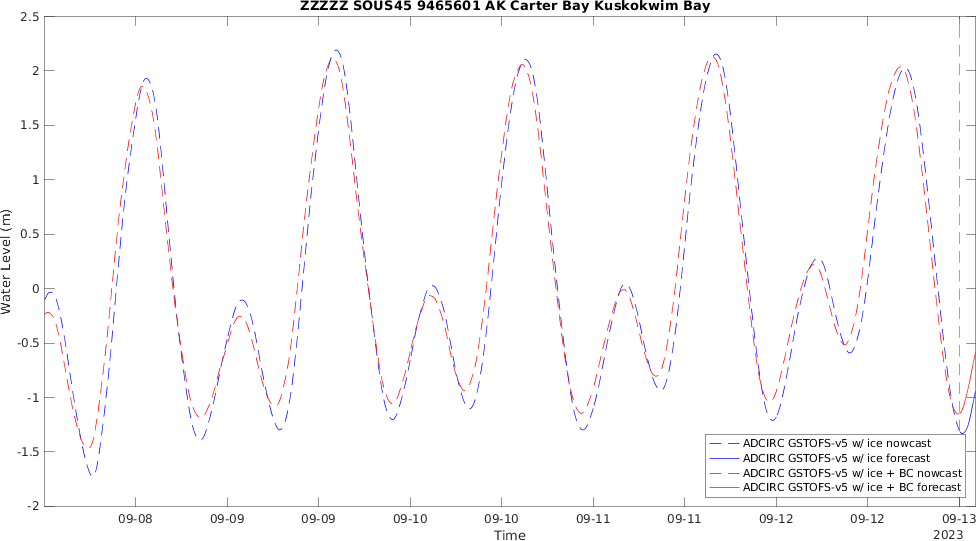 ZZZZZ SOUS45 9465601 AK Carter Bay Kuskokwim Bay
2.5
2
1.5
1
0.5
0
-0.5
-1
-1.5
-2
Water Level (m)
ADCIRC GSTOFS-v5 w/ ice nowcast
ADCIRC GSTOFS-v5 w/ ice forecast
ADCIRC GSTOFS-v5 w/ ice + BC nowcast
ADCIRC GSTOFS-v5 w/ ice + BC forecast
09-08 09-09 09-09 09-10 09-10 09-11 09-11 09-12 09-12 09-13
Time
2023